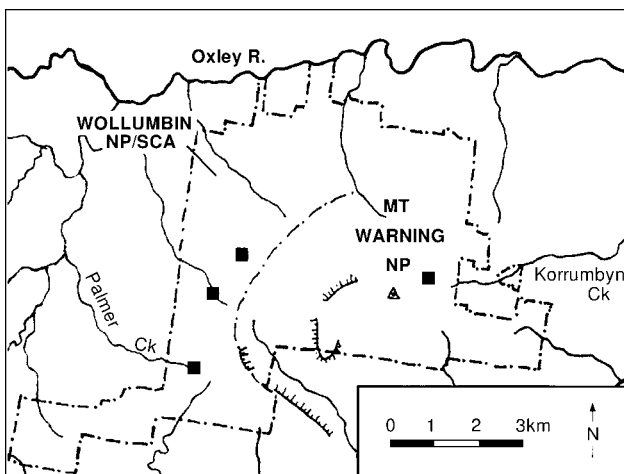 Oxley R.
WOLLUMBIN
NP/SCA
MT
WARNING
NP
Korrumbyn
Ck
Palmer
Ck
0 1 2 3km
N